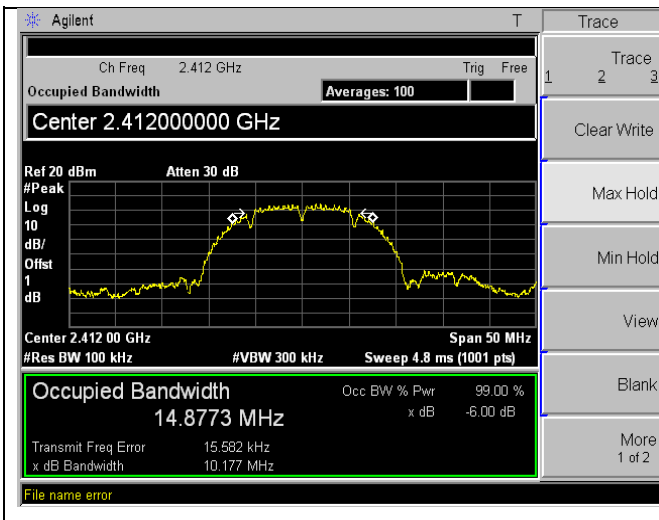 Agilent T Trace
Ch Freq 2.412 GHz Trig Free
Occupied Bandwidth Averages: 100
Center 2.412000000 GHz
Ref 20 dBm Atten 30 dB
#Peak
Log
10
dB/
Offst
1
dB
Center 2.412 00 GHz Span 50 MHz
#Res BW 100 kHz #VBW 300 kHz Sweep 4.8 ms (1001 pts)
Occupied Bandwidth Occ BW % Pwr 99.00 %
14.8773 MHz x dB -6.00 dB
Transmit Freq Error 15.582 kHz
x dB Bandwidth 10.177 MHz
File name error
Trace
1 2 3
Clear Write
Max Hold
Min Hold
View
Blank
More
1 of 2